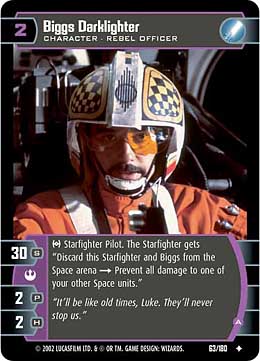 2 Biggs Darklighter
CHARACTER - REBEL OFFICER
Starfighter Pilot. The Starfighter gets
"Discard this Starfighter and Biggs from the
Space arena → Prevent all damage to one of
your other Space units."
30 S
2 P
2 H
"It'll be like old times, Luke. They'll never
stop us."
A
© 2002 LUCASFILM LTD. & ® OR TM. GAME DESIGN: WIZARDS. 63/180